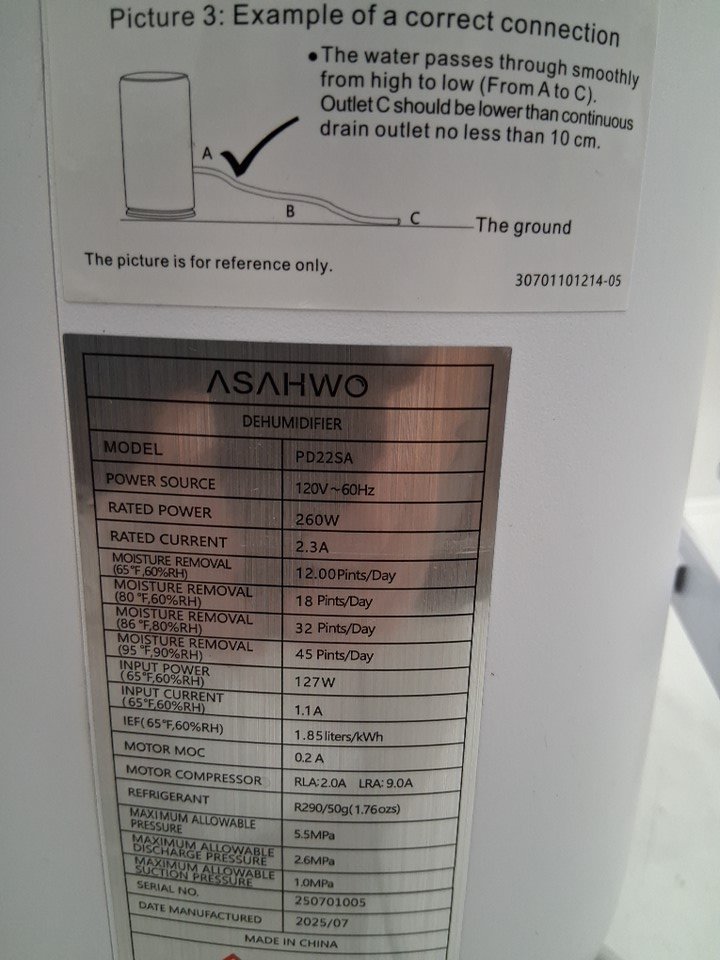 Picture 3: Example of a correct connection
•The water passes through smoothly
from high to low (From A to C).
Outlet C should be lower than continuous
drain outlet no less than 10 cm.
A
B
C
The ground
The picture is for reference only.
30701101214-05
ASAHWO
DEHUMIDIFIER
MODEL PD22SA
POWER SOURCE 120V~60Hz
RATED POWER 260W
RATED CURRENT 2.3A
MOISTURE REMOVAL
(65°F,60%RH) 12.00Pints/Day
MOISTURE REMOVAL
(80 °F,60%RH) 18 Pints/Day
MOISTURE REMOVAL
(86 °F,80%RH) 32 Pints/Day
MOISTURE REMOVAL
(95 °F,90%RH) 45 Pints/Day
INPUT POWER
(65°F,60%RH) 127W
INPUT CURRENT
(65°F,60%RH) 1.1A
IEF(65°F,60%RH) 1.85liters/kWh
MOTOR MOC 0.2 A
MOTOR COMPRESSOR RLA:2.0A LRA: 9.0A
REFRIGERANT R290/50g(1.76ozs)
MAXIMUM ALLOWABLE
PRESSURE 5.5MPa
MAXIMUM ALLOWABLE
DISCHARGE PRESSURE 2.6MPa
MAXIMUM ALLOWABLE
SUCTION PRESSURE 1.0MPa
SERIAL NO. 250701005
DATE MANUFACTURED 2025/07
MADE IN CHINA